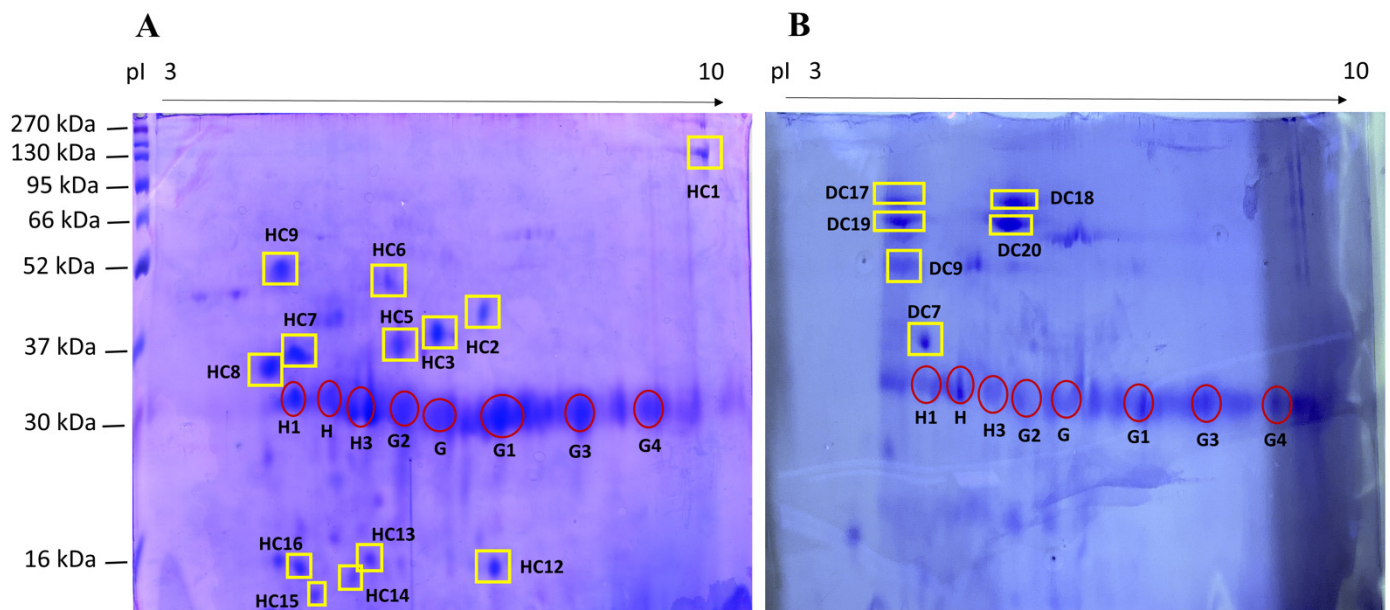 A
B
pI 3 10
pI 3 10
270 kDa
130 kDa
95 kDa
66 kDa
52 kDa
37 kDa
30 kDa
16 kDa
HC1
HC9
HC6
HC7
HC5
HC3
HC2
HC8
H1 H H3 G2 G G1 G3 G4
HC16
HC13
HC12
HC15
HC14
DC17
DC18
DC19
DC20
DC9
DC7
H1 H H3 G2 G G1 G3 G4